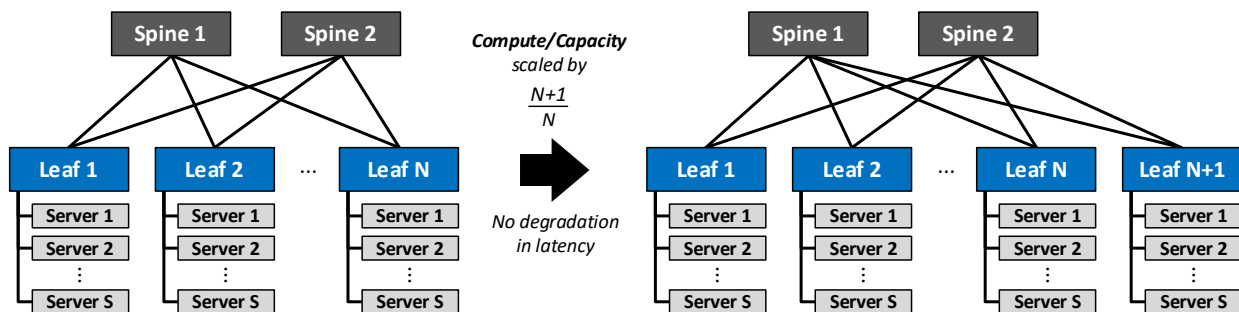 Spine 1
Spine 2
Leaf 1
Leaf 2
...
Leaf N
Server 1
Server 2
⋮
Server S
Server 1
Server 2
⋮
Server S
Server 1
Server 2
⋮
Server S
Compute/Capacity
scaled by
N+1
N
No degradation
in latency
Spine 1
Spine 2
Leaf 1
Leaf 2
...
Leaf N
Leaf N+1
Server 1
Server 2
⋮
Server S
Server 1
Server 2
⋮
Server S
Server 1
Server 2
⋮
Server S
Server 1
Server 2
⋮
Server S